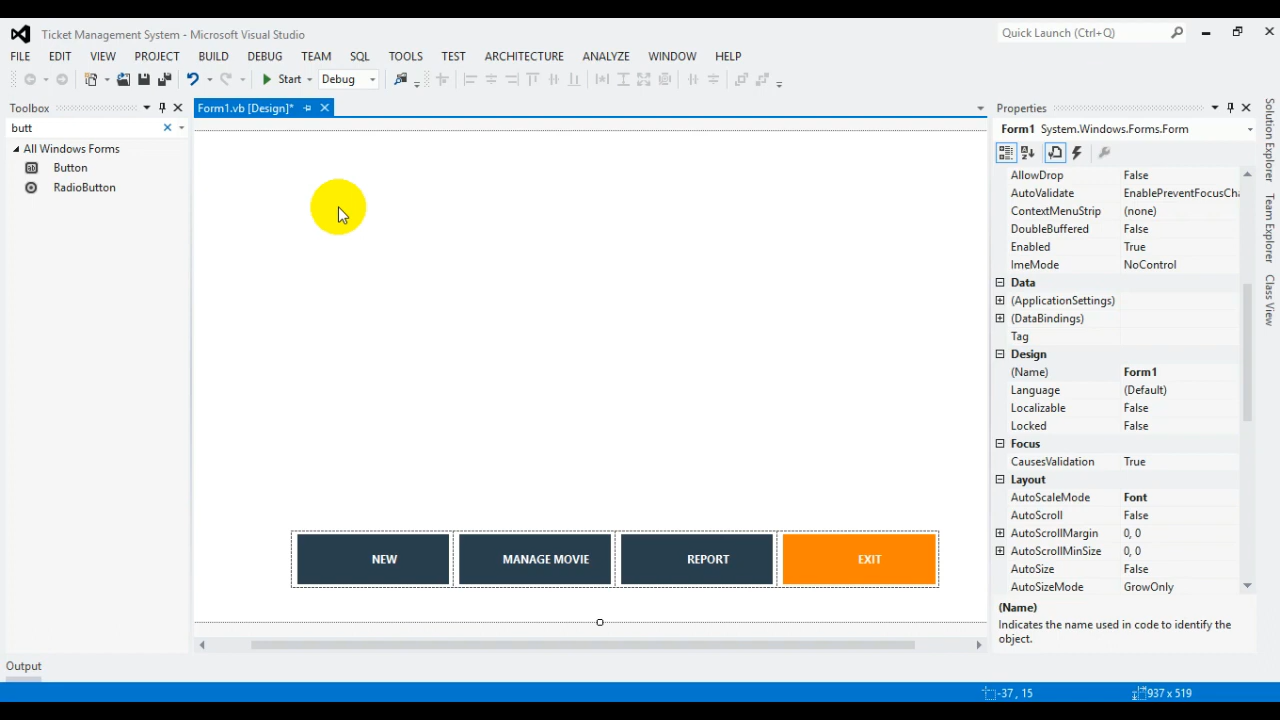 Ticket Management System - Microsoft Visual Studio
Quick Launch (Ctrl+Q)
FILE EDIT VIEW PROJECT BUILD DEBUG TEAM SQL TOOLS TEST ARCHITECTURE ANALYZE WINDOW HELP
Start Debug
Toolbox
butt
All Windows Forms
Button
RadioButton
Form1.vb [Design]*
NEW
MANAGE MOVIE
REPORT
EXIT
Properties
Form1 System.Windows.Forms.Form
AllowDrop False
AutoValidate EnablePreventFocusCha
ContextMenuStrip (none)
DoubleBuffered False
Enabled True
ImeMode NoControl
Data
(ApplicationSettings)
(DataBindings)
Tag
Design
(Name) Form1
Language (Default)
Localizable False
Locked False
Focus
CausesValidation True
Layout
AutoScaleMode Font
AutoScroll False
AutoScrollMargin 0, 0
AutoScrollMinSize 0, 0
AutoSize False
AutoSizeMode GrowOnly
(Name)
Indicates the name used in code to identify the
object.
Solution Explorer
Team Explorer
Class View
Output
-37 , 15
937 x 519